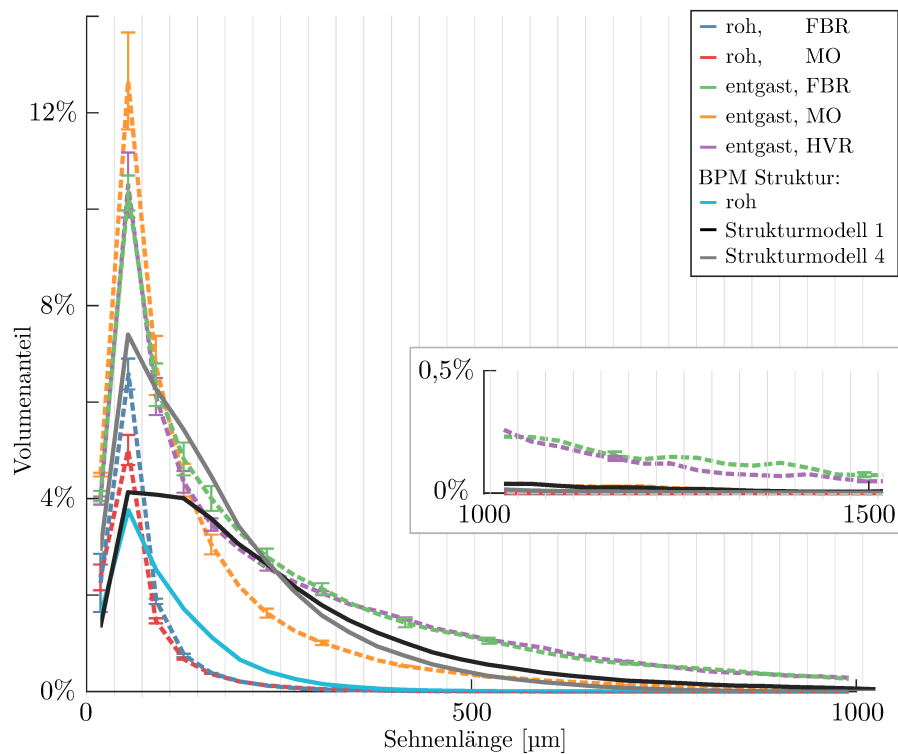 12%
8%
4%
0%
Volumenanteil
0
500
1000
Sehnenlänge [µm]
roh, FBR
roh, MO
entgast, FBR
entgast, MO
entgast, HVR
BPM Struktur:
roh
Strukturmodell 1
Strukturmodell 4
0,5%
0%
1000
1500